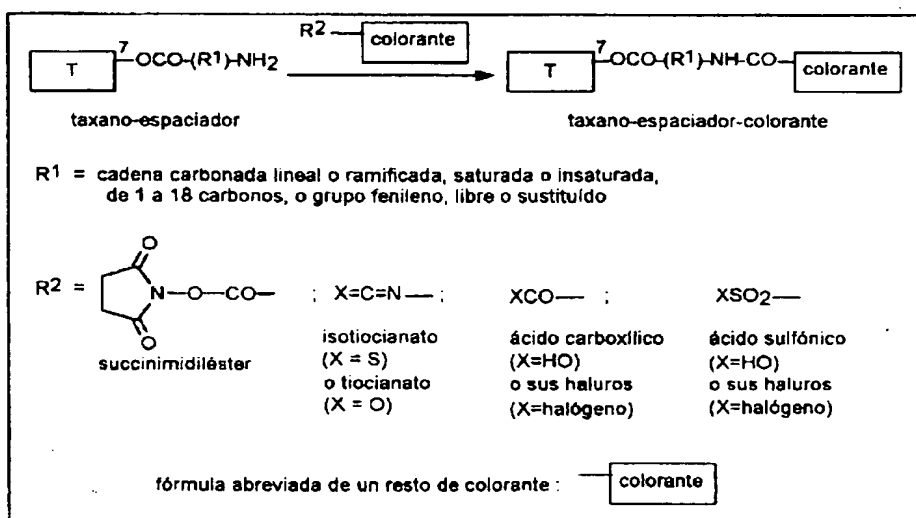 R2 colorante
T 7 OCO-(R1)-NH2 T 7 OCO-(R1)-NH-CO colorante
taxano-espaciador taxano-espaciador-colorante
R1 = cadena carbonada lineal o ramificada, saturada o insaturada,
de 1 a 18 carbonos, o grupo fenileno, libre o sustituído
R2 = O O N—O—CO— ; X=C=N— ; XCO— ; XSO2—
succinimidiléster
isotiocianato
(X = S)
o tiocianato
(X = O)
ácido carboxílico
(X=HO)
o sus haluros
(X=halógeno)
ácido sulfónico
(X=HO)
o sus haluros
(X=halógeno)
fórmula abreviada de un resto de colorante : colorante